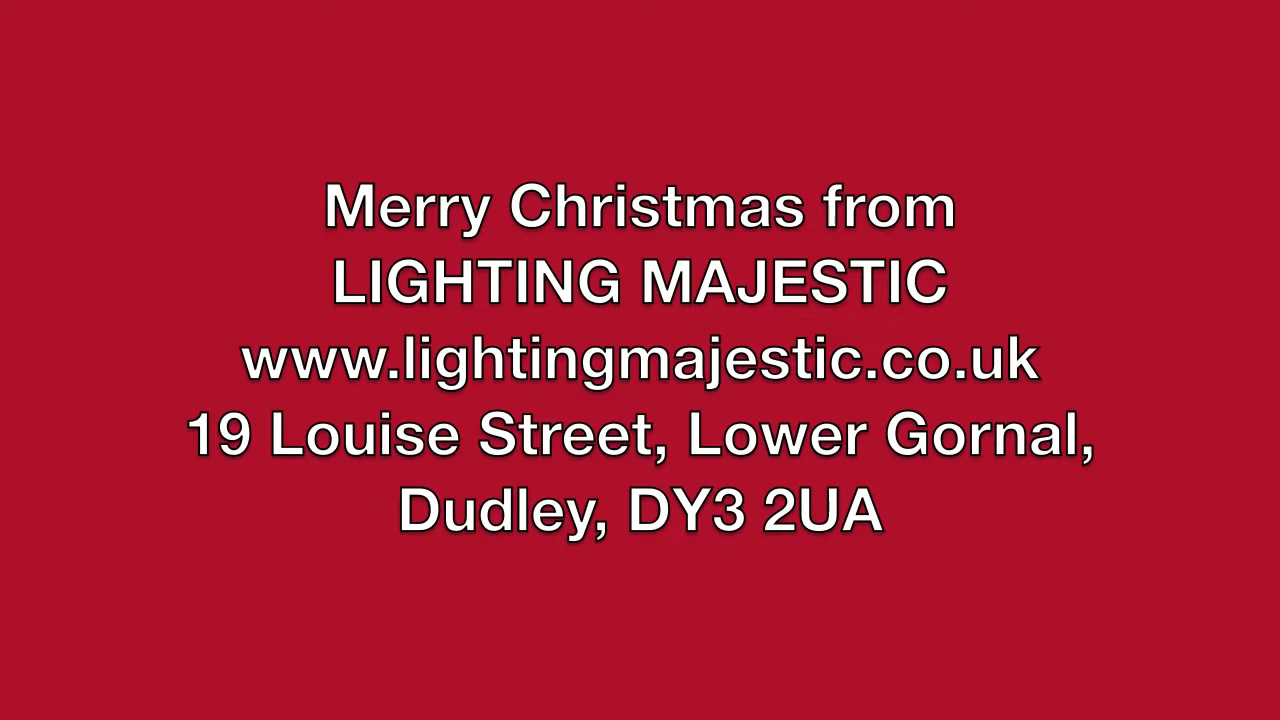 Merry Christmas from
LIGHTING MAJESTIC
www.lightingmajestic.co.uk
19 Louise Street, Lower Gornal,
Dudley, DY3 2UA